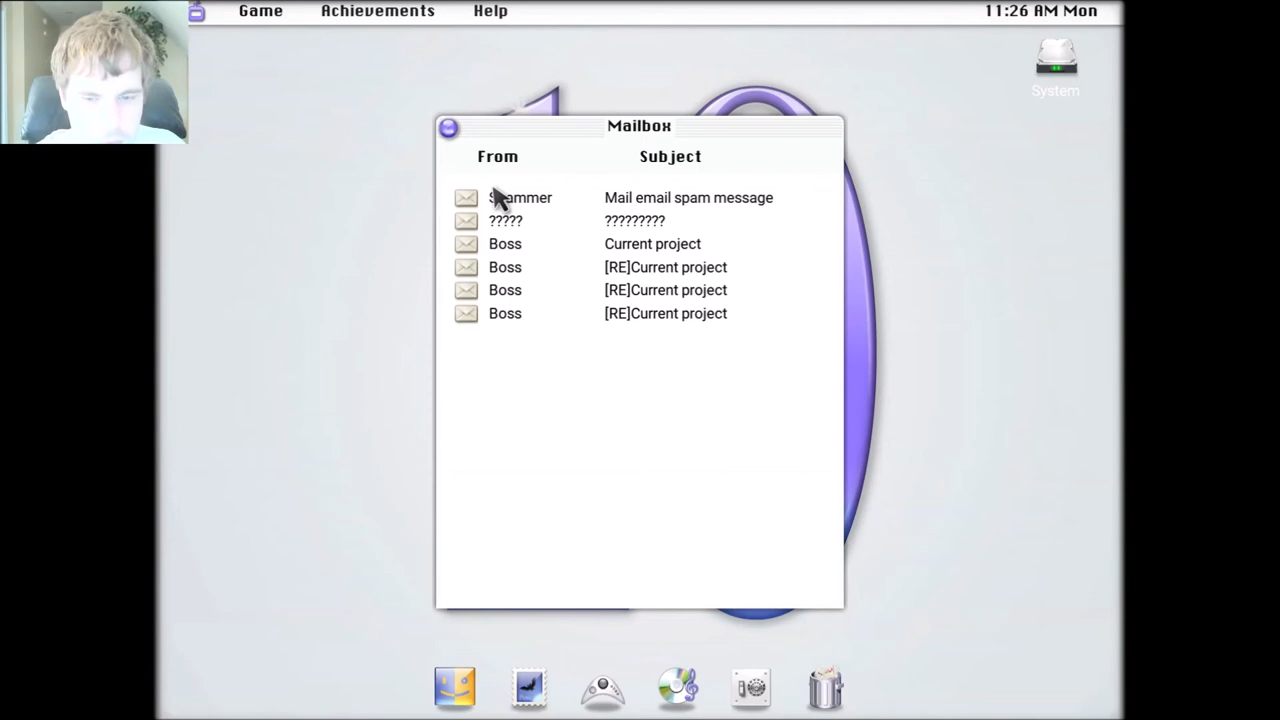 Game Achievements Help 11:26 AM Mon
System
Mailbox
From Subject
Spammer Mail email spam message
????? ?????????
Boss Current project
Boss [RE]Current project
Boss [RE]Current project
Boss [RE]Current project